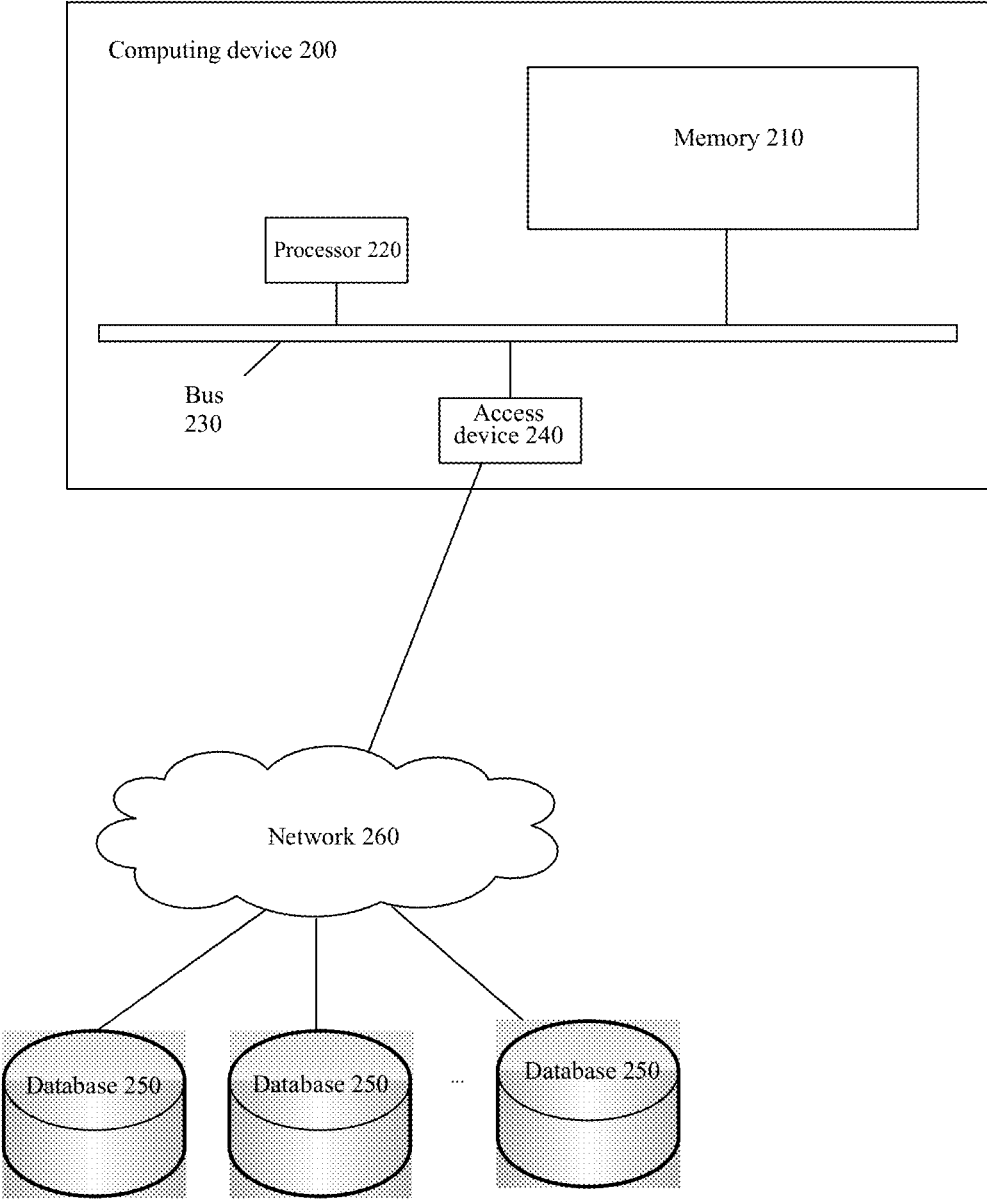 Computing device 200
Memory 210
Processor 220
Bus
230
Access
device 240
Network 260
Database 250
Database 250
...
Database 250